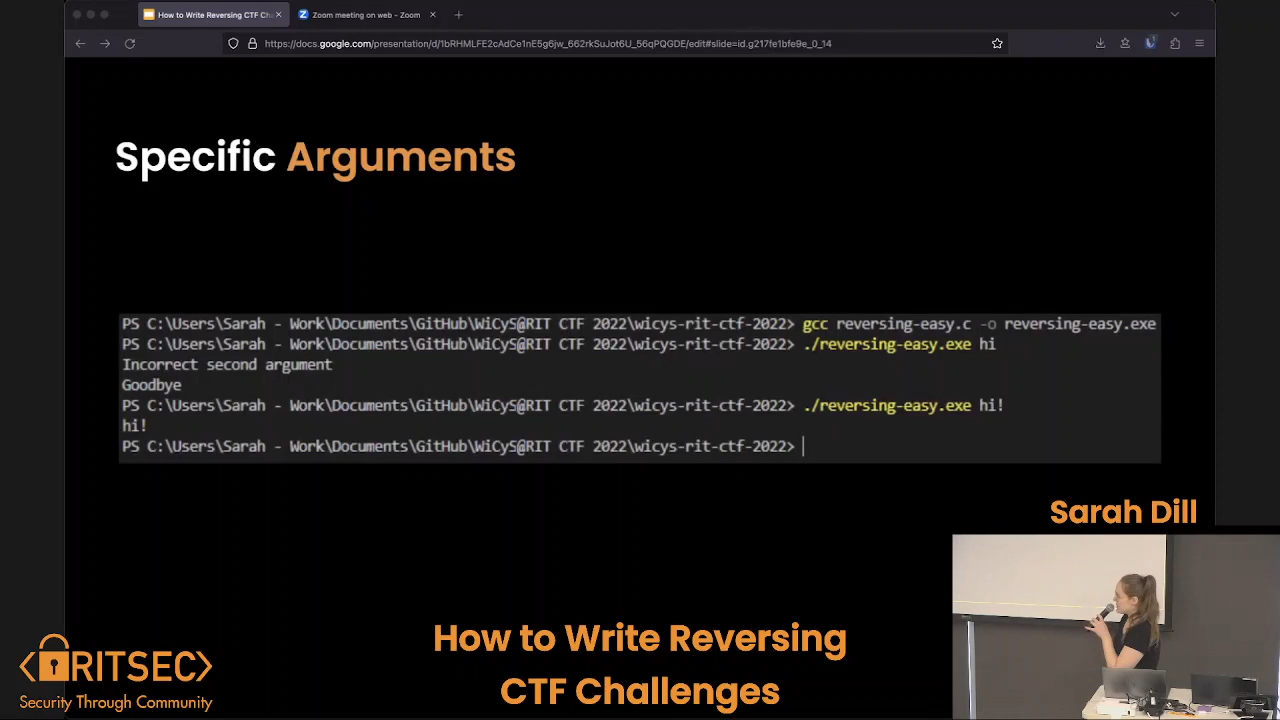 How to Write Reversing CTF Ch
Zoom meeting on web - Zoom
https://docs.google.com/presentation/d/1bRHMLFE2cAdCe1nE5g6jw_662rkSuJot6U_56qPQGDE/edit#slide=id.g217fe1bfe9e_0_14
Specific Arguments
PS C:\Users\Sarah - Work\Documents\GitHub\WiCyS@RIT CTF 2022\wicys-rit-ctf-2022> gcc reversing-easy.c -o reversing-easy.exe
PS C:\Users\Sarah - Work\Documents\GitHub\WiCyS@RIT CTF 2022\wicys-rit-ctf-2022> ./reversing-easy.exe hi
Incorrect second argument
Goodbye
PS C:\Users\Sarah - Work\Documents\GitHub\WiCyS@RIT CTF 2022\wicys-rit-ctf-2022> ./reversing-easy.exe hi!
hi!
PS C:\Users\Sarah - Work\Documents\GitHub\WiCyS@RIT CTF 2022\wicys-rit-ctf-2022>
Sarah Dill
How to Write Reversing
CTF Challenges
<RITSEC>
Security Through Community